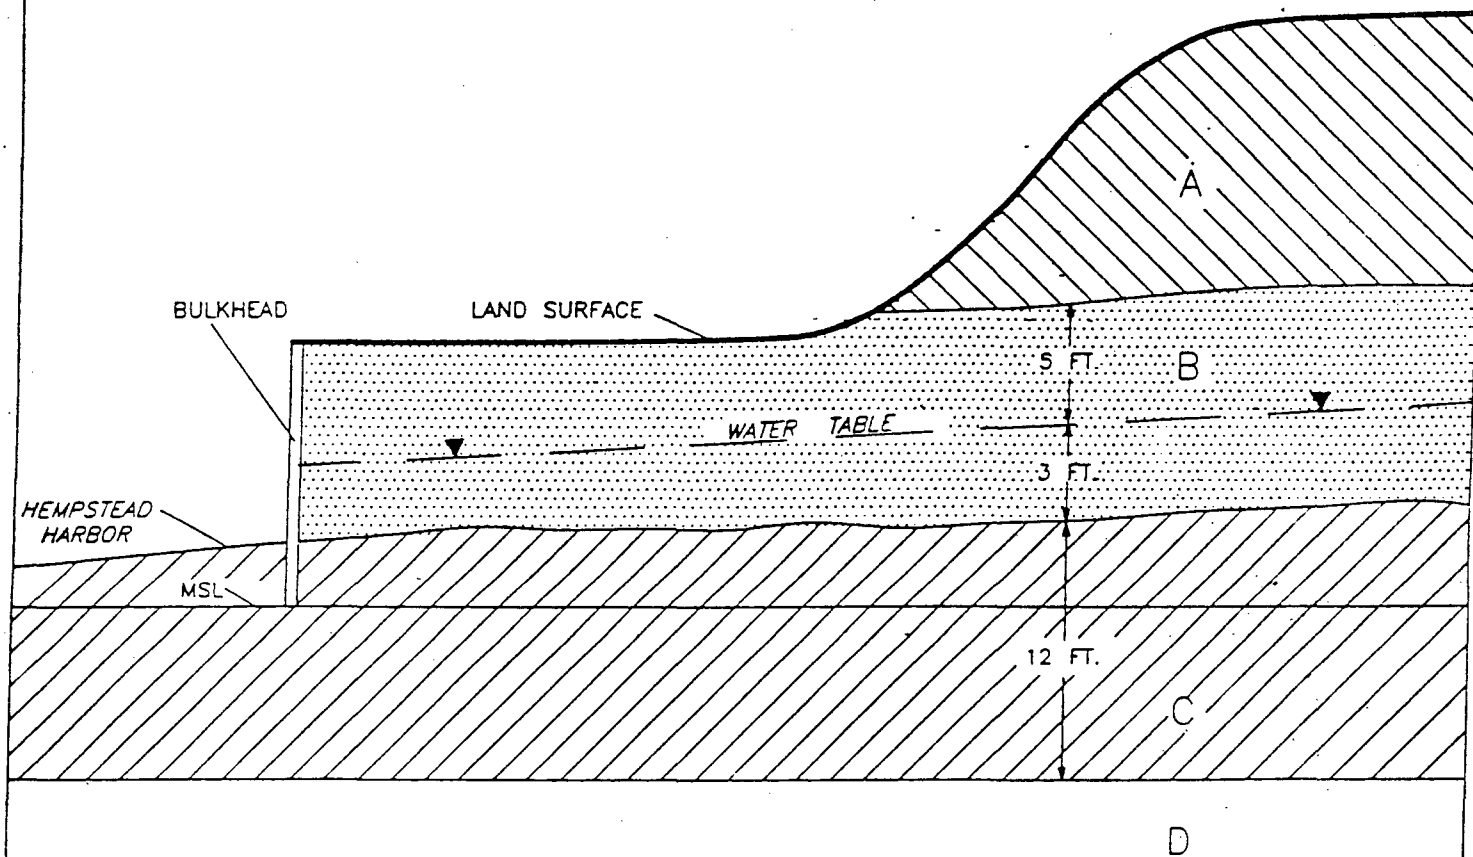 A
BULKHEAD
LAND SURFACE
5 FT.
B
WATER TABLE
3 FT.
HEMPSTEAD
HARBOR
MSL
12 FT.
C
D